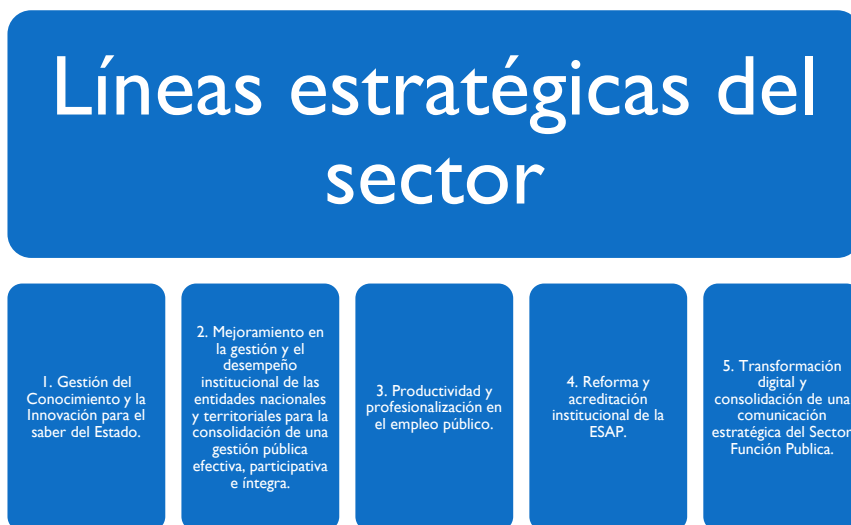 Líneas estratégicas del
sector
1. Gestión del
Conocimiento y la
Innovación para el
saber del Estado.
2. Mejoramiento en
la gestión y el
desempeño
institucional de las
entidades nacionales
y territoriales para la
consolidación de una
gestión pública
efectiva, participativa
e íntegra.
3. Productividad y
profesionalización en
el empleo público.
4. Reforma y
acreditación
institucional de la
ESAP.
5. Transformación
digital y
consolidación de una
comunicación
estratégica del Sector
Función Publica.